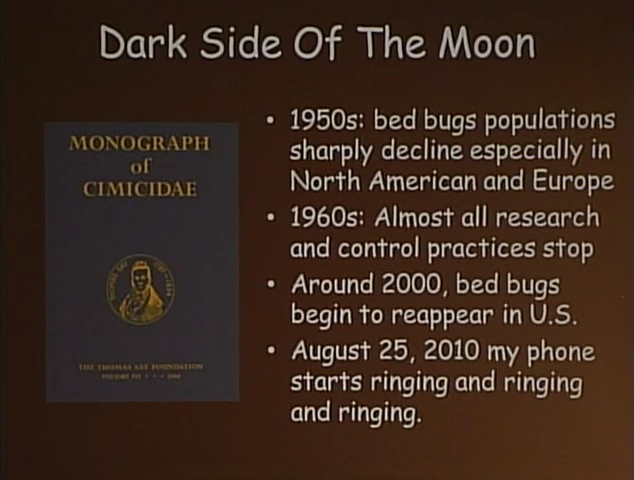 Dark Side Of The Moon
MONOGRAPH
of
CIMICIDAE
THE THOMAS SAY FOUNDATION
• 1950s: bed bugs populations
sharply decline especially in
North American and Europe
• 1960s: Almost all research
and control practices stop
• Around 2000, bed bugs
begin to reappear in U.S.
• August 25, 2010 my phone
starts ringing and ringing
and ringing.